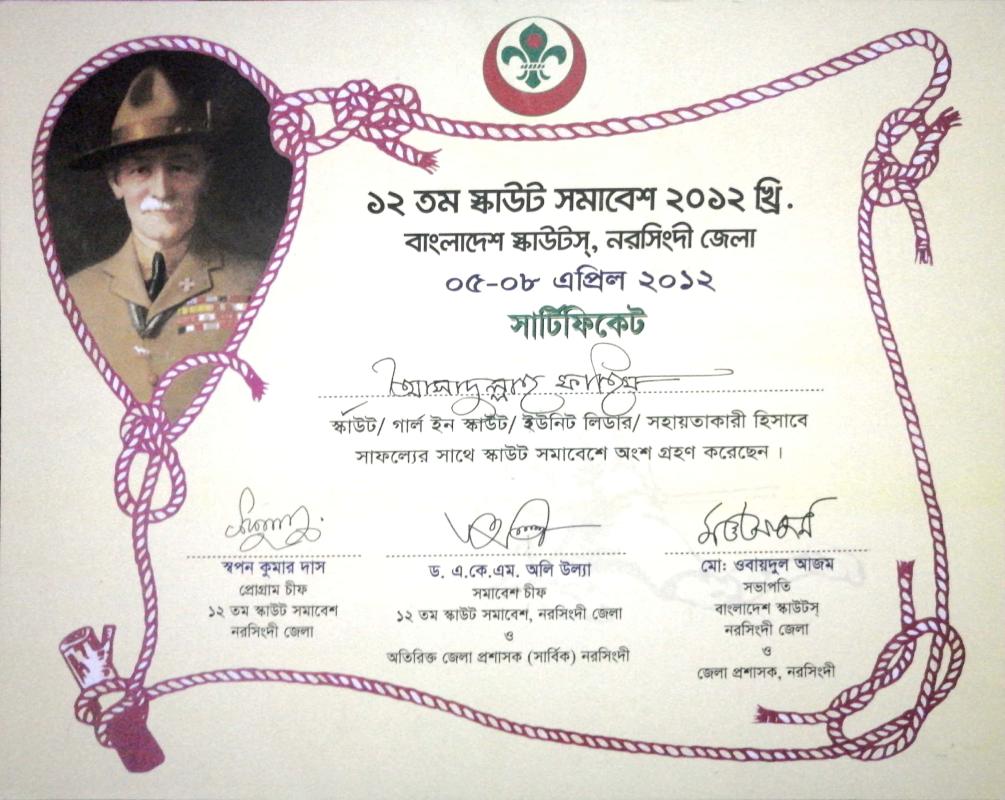 ১২ তম স্কাউট সমাবেশ ২০১২ খ্রি.
বাংলাদেশ স্কাউটস্, নরসিংদী জেলা
০৫-০৮ এপ্রিল ২০১২
সার্টিফিকেট
আসাদুল্লাহ
স্কাউট/ গার্ল ইন স্কাউট/ ইউনিট লিডার/ সহায়তাকারী হিসাবে
সাফল্যের সাথে স্কাউট সমাবেশে অংশ গ্রহণ করেছেন ।
স্বপন কুমার দাস
প্রোগ্রাম চীফ
১২ তম স্কাউট সমাবেশ
নরসিংদী জেলা
ড. এ.কে.এম. অলি উল্যা
সমাবেশ চীফ
১২ তম স্কাউট সমাবেশ, নরসিংদী জেলা
ও
অতিরিক্ত জেলা প্রশাসক (সার্বিক) নরসিংদী
মো: ওবায়দুল আজম
সভাপতি
বাংলাদেশ স্কাউটস্
নরসিংদী জেলা
ও
জেলা প্রশাসক, নরসিংদী